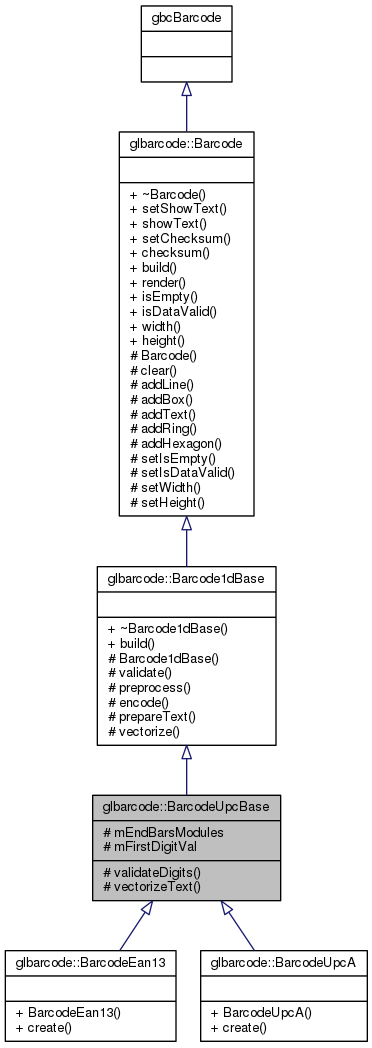 gbcBarcode
glbarcode::Barcode
+ ~Barcode()
+ setShowText()
+ showText()
+ setChecksum()
+ checksum()
+ build()
+ render()
+ isEmpty()
+ isDataValid()
+ width()
+ height()
# Barcode()
# clear()
# addLine()
# addBox()
# addText()
# addRing()
# addHexagon()
# setIsEmpty()
# setIsDataValid()
# setWidth()
# setHeight()
glbarcode::Barcode1dBase
+ ~Barcode1dBase()
+ build()
# Barcode1dBase()
# validate()
# preprocess()
# encode()
# prepareText()
# vectorize()
glbarcode::BarcodeUpcBase
# mEndBarsModules
# mFirstDigitVal
# validateDigits()
# vectorizeText()
glbarcode::BarcodeEan13
+ BarcodeEan13()
+ create()
glbarcode::BarcodeUpcA
+ BarcodeUpcA()
+ create()